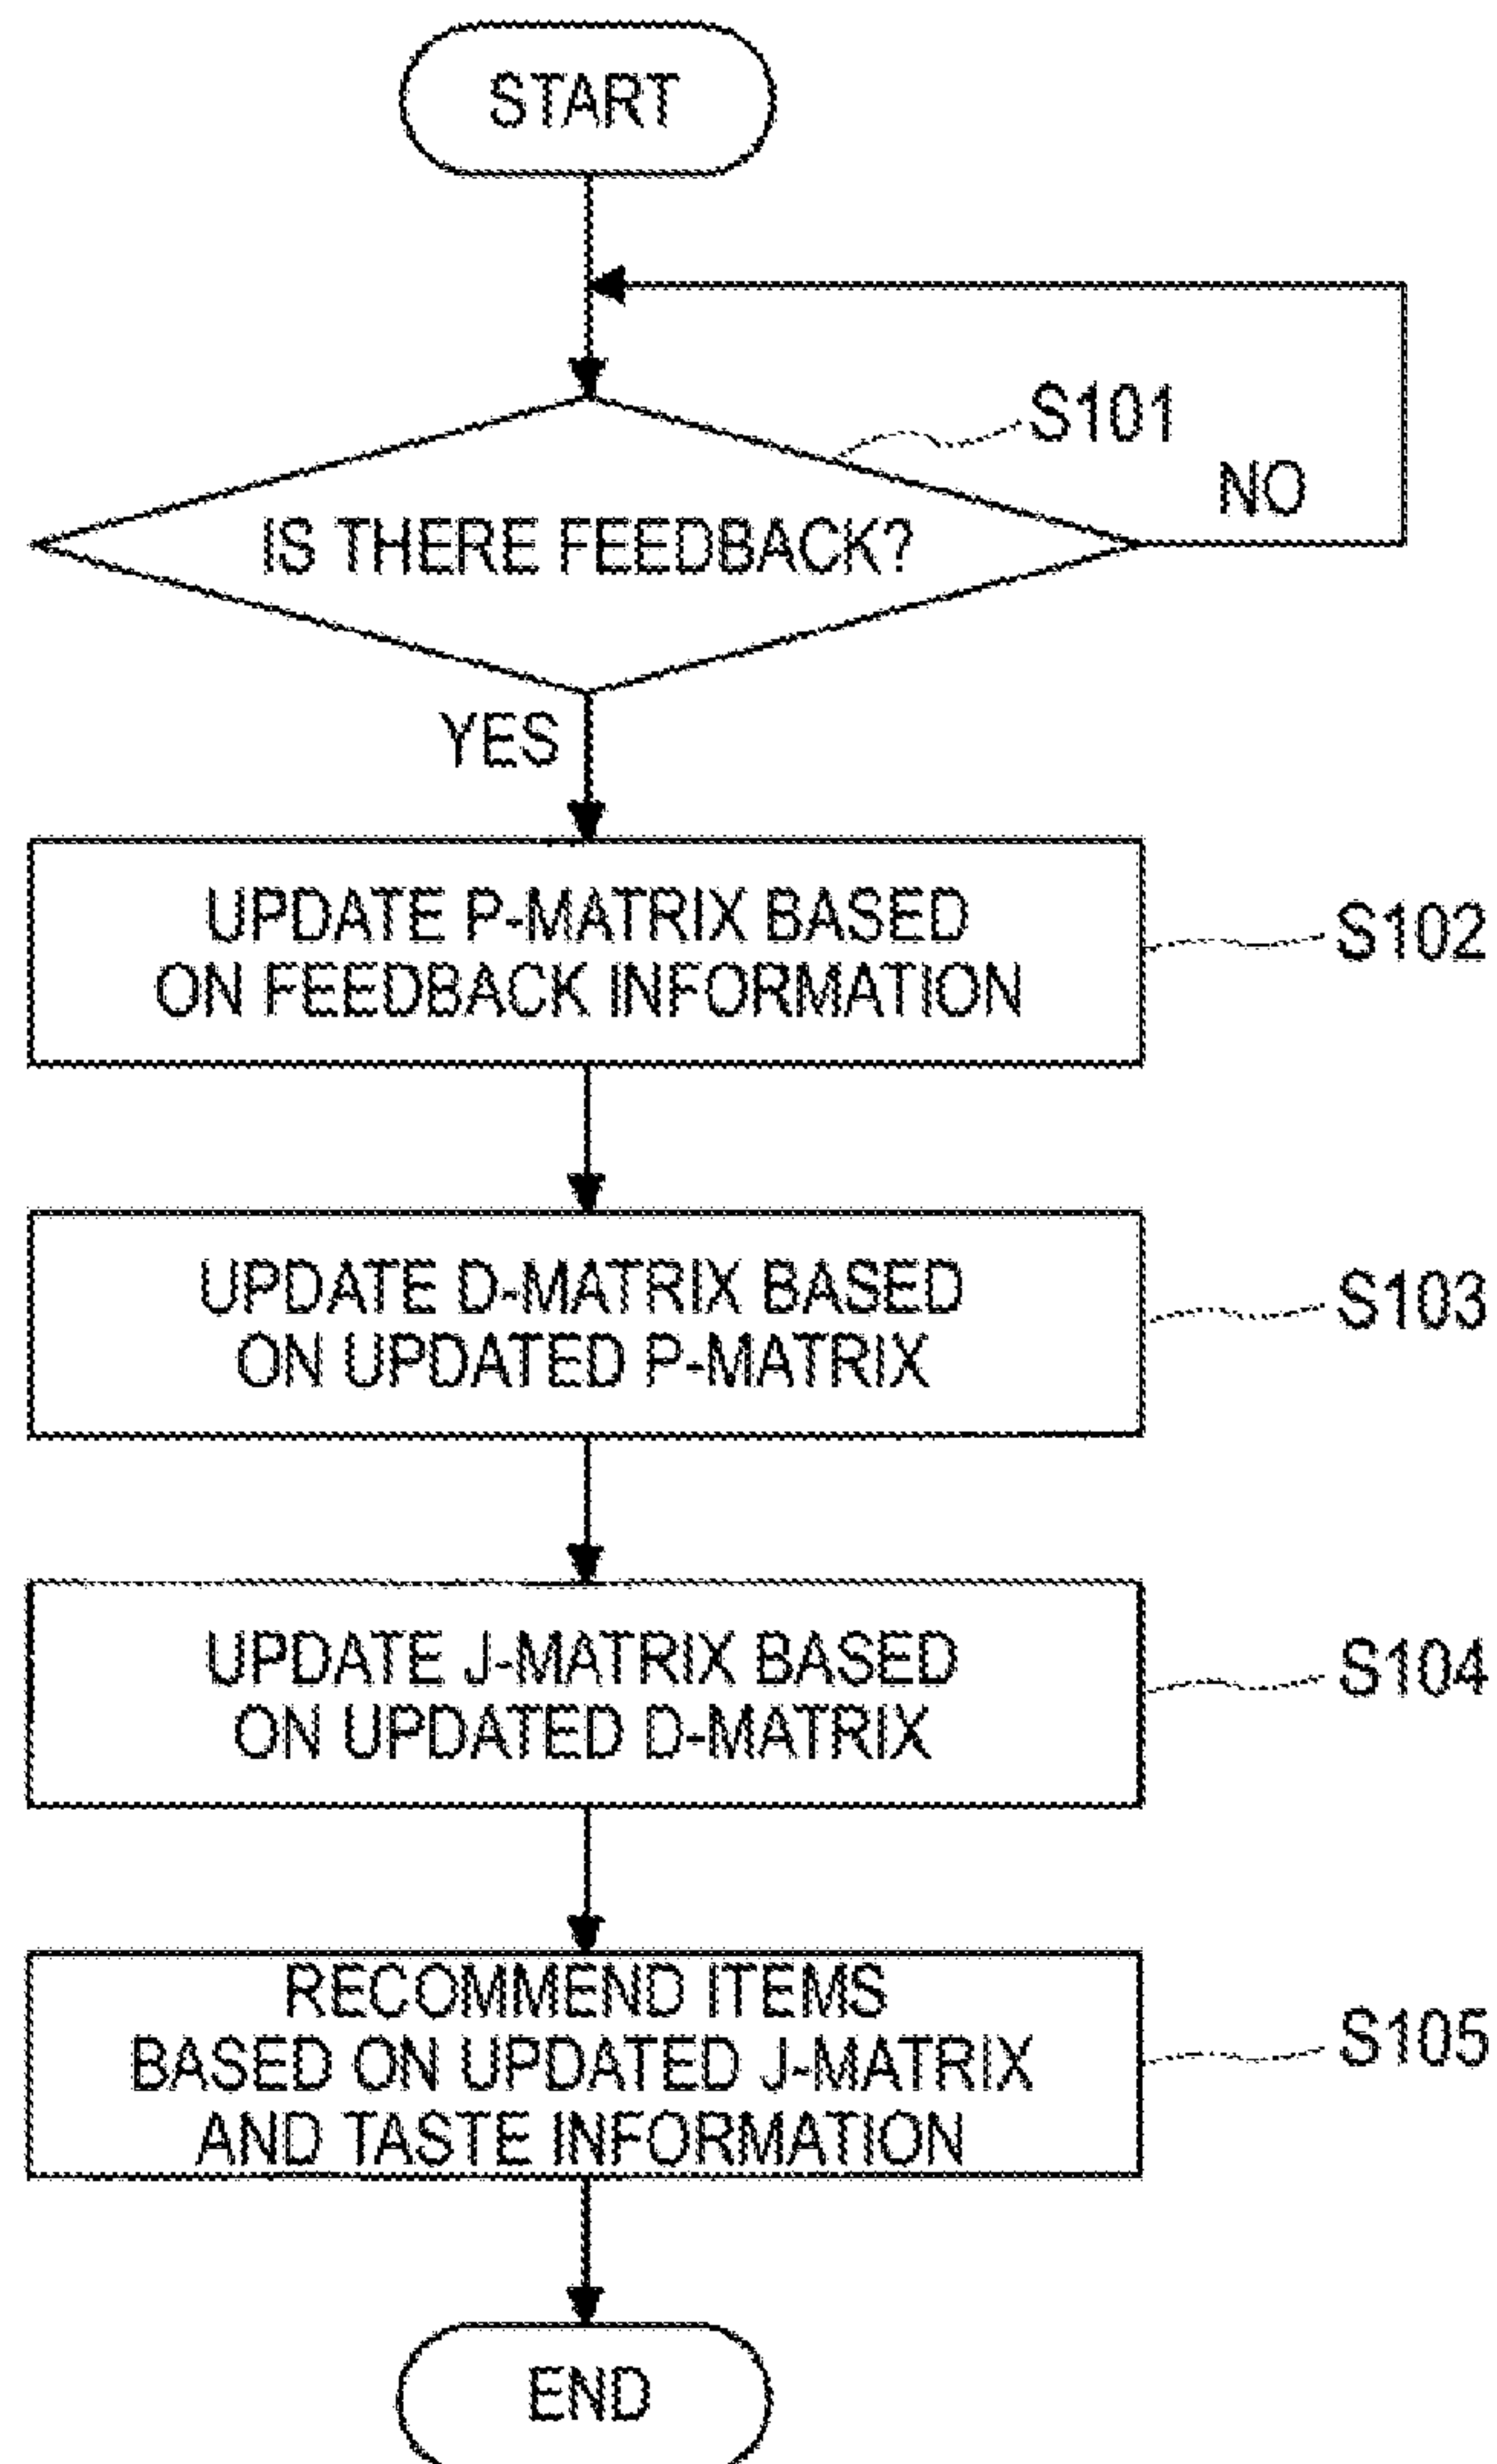 START
S101
NO
IS THERE FEEDBACK?
YES
UPDATE P-MATRIX BASED
ON FEEDBACK INFORMATION
S102
UPDATE D-MATRIX BASED
ON UPDATED P-MATRIX
S103
UPDATE J-MATRIX BASED
ON UPDATED D-MATRIX
S104
RECOMMEND ITEMS
BASED ON UPDATED J-MATRIX
AND TASTE INFORMATION
S105
END